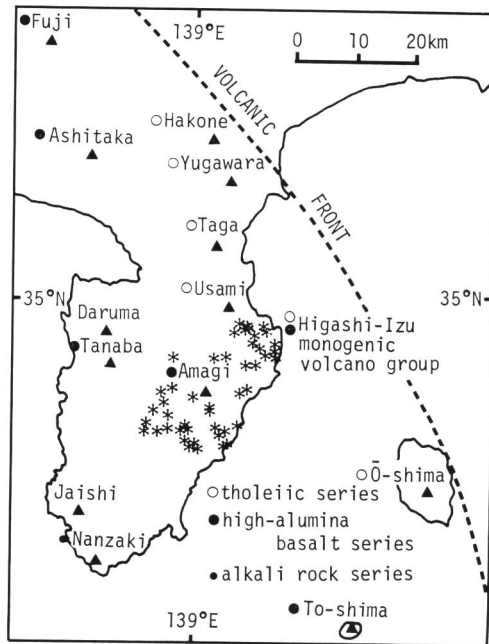 Fuji
139°E
0 10 20km
VOLCANIC
FRONT
Hakone
Ashitaka
Yugawara
Taga
35°N
Usami
35°N
Daruma
Higashi-Izu
monogenic
volcano group
Tanaba
Amagi
Ō-shima
Jaishi
tholeiic series
high-alumina
basalt series
Nanzaki
alkali rock series
To-shima
139°E